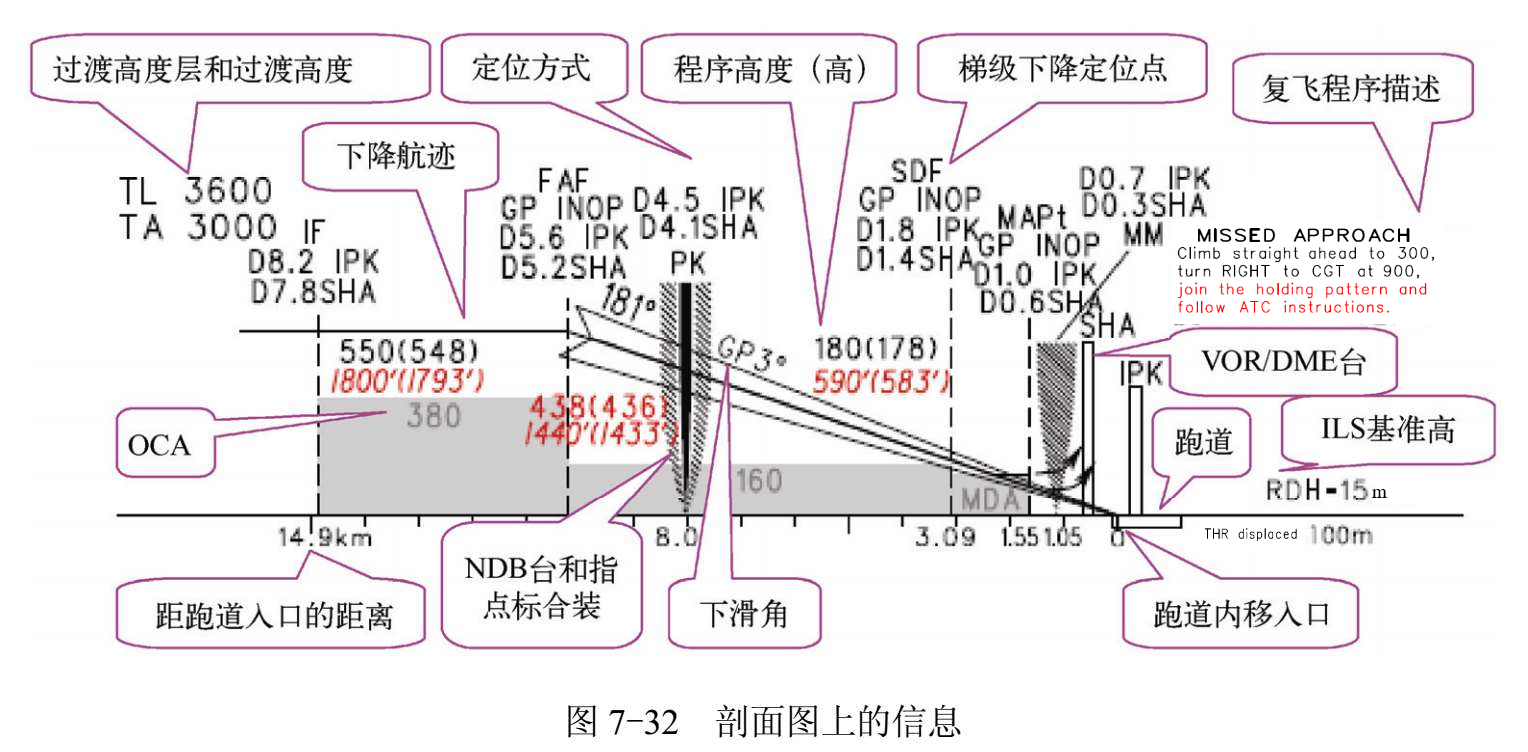 过渡高度层和过渡高度
定位方式
程序高度（高）
梯级下降定位点
复飞程序描述
下降航迹
TL 3600
TA 3000
IF
D8.2 IPK
D7.8SHA
FAF
GP INOP
D5.6 IPK
D5.2SHA
D4.5 IPK
D4.1SHA
PK
SDF
GP INOP
D1.8 IPK
D1.4SHA
MAPt
GP INOP
D1.0 IPK
D0.6SHA
D0.7 IPK
D0.3SHA
MM
MISSED APPROACH
Climb straight ahead to 300,
turn RIGHT to CGT at 900,
join the holding pattern and
follow ATC instructions.
181°
GP3°
550(548)
1800'(1793')
380
438(436)
1440'(1433')
180(178)
590'(583')
160
MDA
SHA
IPK
VOR/DME台
OCA
跑道
ILS基准高
RDH-15m
14.9km
8.0
3.09
1.55
1.05
0
THR displaced 100m
距跑道入口的距离
NDB台和指
点标合装
下滑角
跑道内移入口
图 7-32 剖面图上的信息